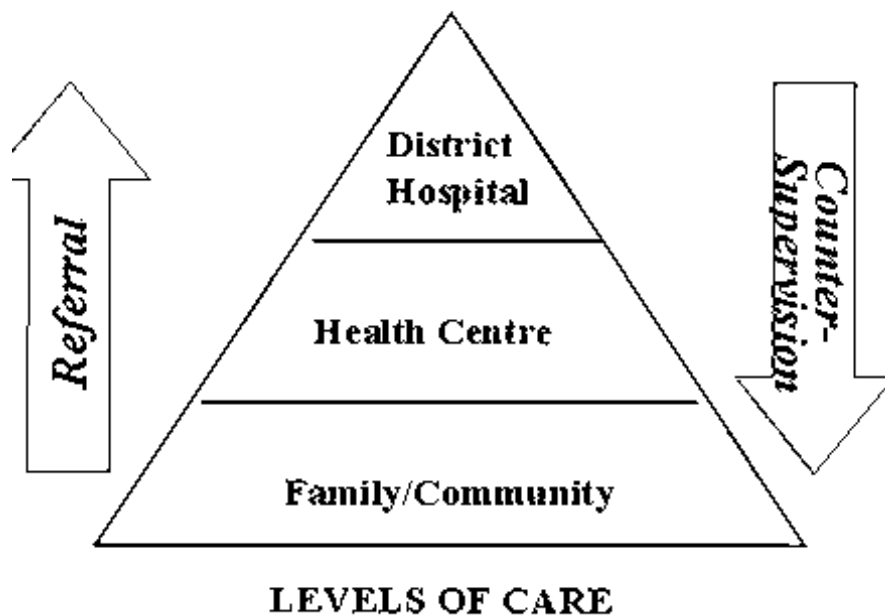 District
Hospital
Referral
Counter-
Supervision
Health Centre
Family/Community
LEVELS OF CARE